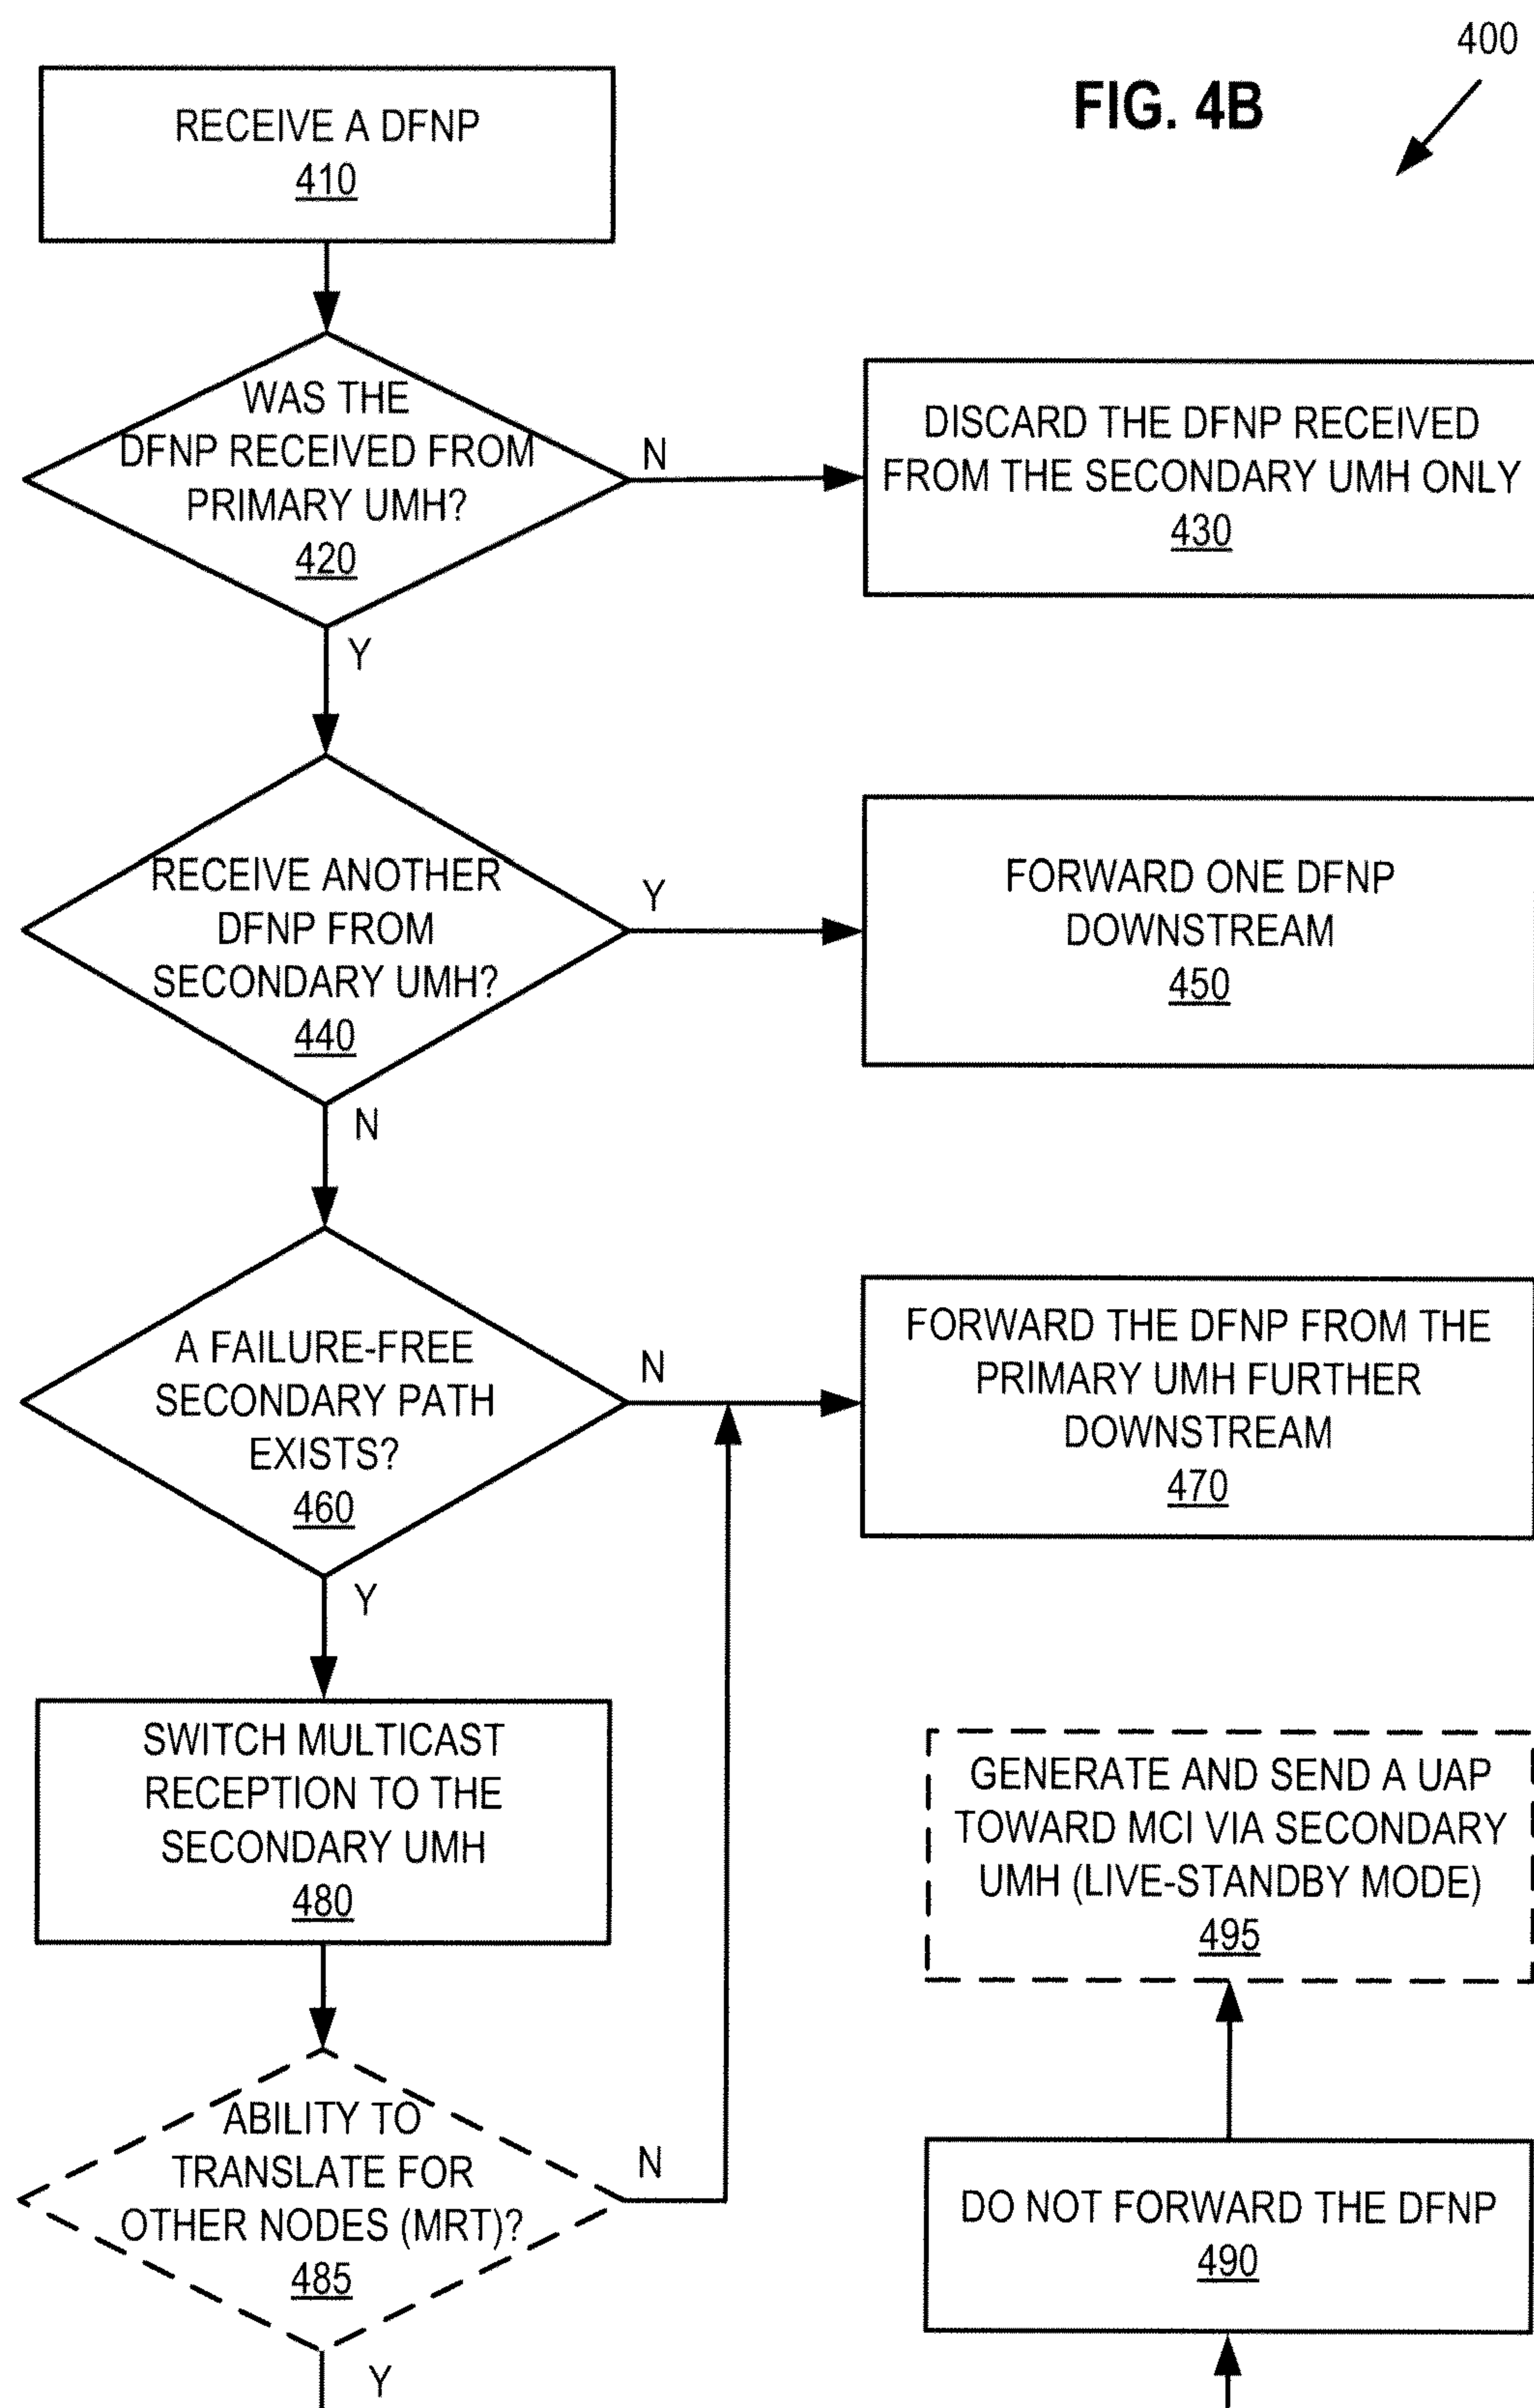 400
FIG. 4B
RECEIVE A DFNP
410
WAS THE
DFNP RECEIVED FROM
PRIMARY UMH?
420
N
DISCARD THE DFNP RECEIVED
FROM THE SECONDARY UMH ONLY
430
Y
RECEIVE ANOTHER
DFNP FROM
SECONDARY UMH?
440
Y
FORWARD ONE DFNP
DOWNSTREAM
450
N
A FAILURE-FREE
SECONDARY PATH
EXISTS?
460
N
FORWARD THE DFNP FROM THE
PRIMARY UMH FURTHER
DOWNSTREAM
470
Y
SWITCH MULTICAST
RECEPTION TO THE
SECONDARY UMH
480
GENERATE AND SEND A UAP
TOWARD MCI VIA SECONDARY
UMH (LIVE-STANDBY MODE)
495
ABILITY TO
TRANSLATE FOR
OTHER NODES (MRT)?
485
N
DO NOT FORWARD THE DFNP
490
Y